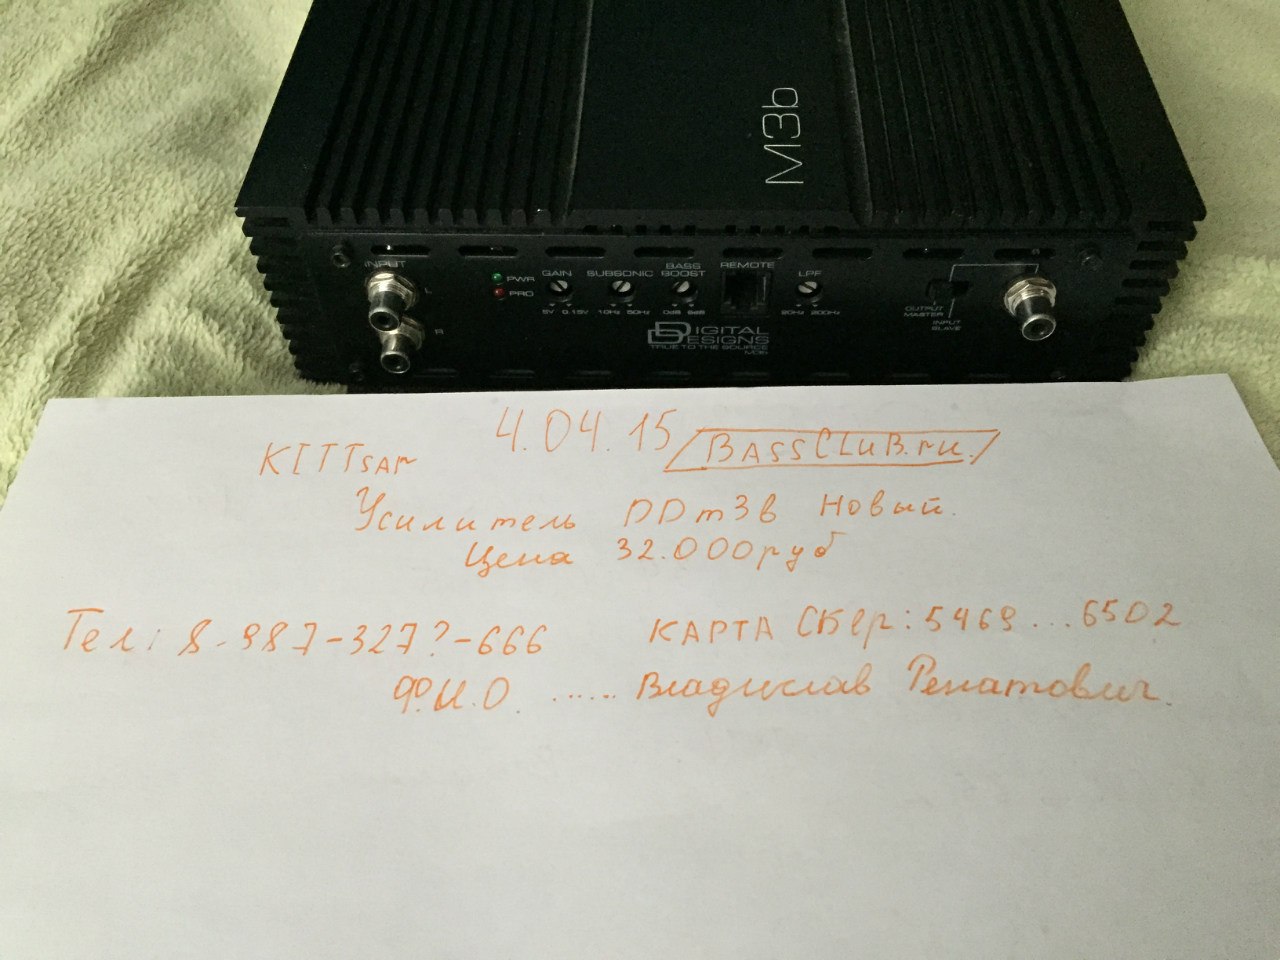 M3b
INPUT
L
R
PWR
PRO
GAIN
5V 0.15V
SUBSONIC
10Hz 50Hz
BASS
BOOST
0dB 6dB
REMOTE
LPF
20Hz 200Hz
OUTPUT
MASTER
INPUT
SLAVE
DIGITAL
DESIGNS
TRUE TO THE SOURCE
M3b
4.04.15 BASSCLUB.ru.
KITTsar
Усилитель DDm3в Новый.
Цена 32.000руб
Тел: 8-987-327?-666
КАРТА СБер: 5469...6502
Ф.И.О. ...... Владислав Ренатович.